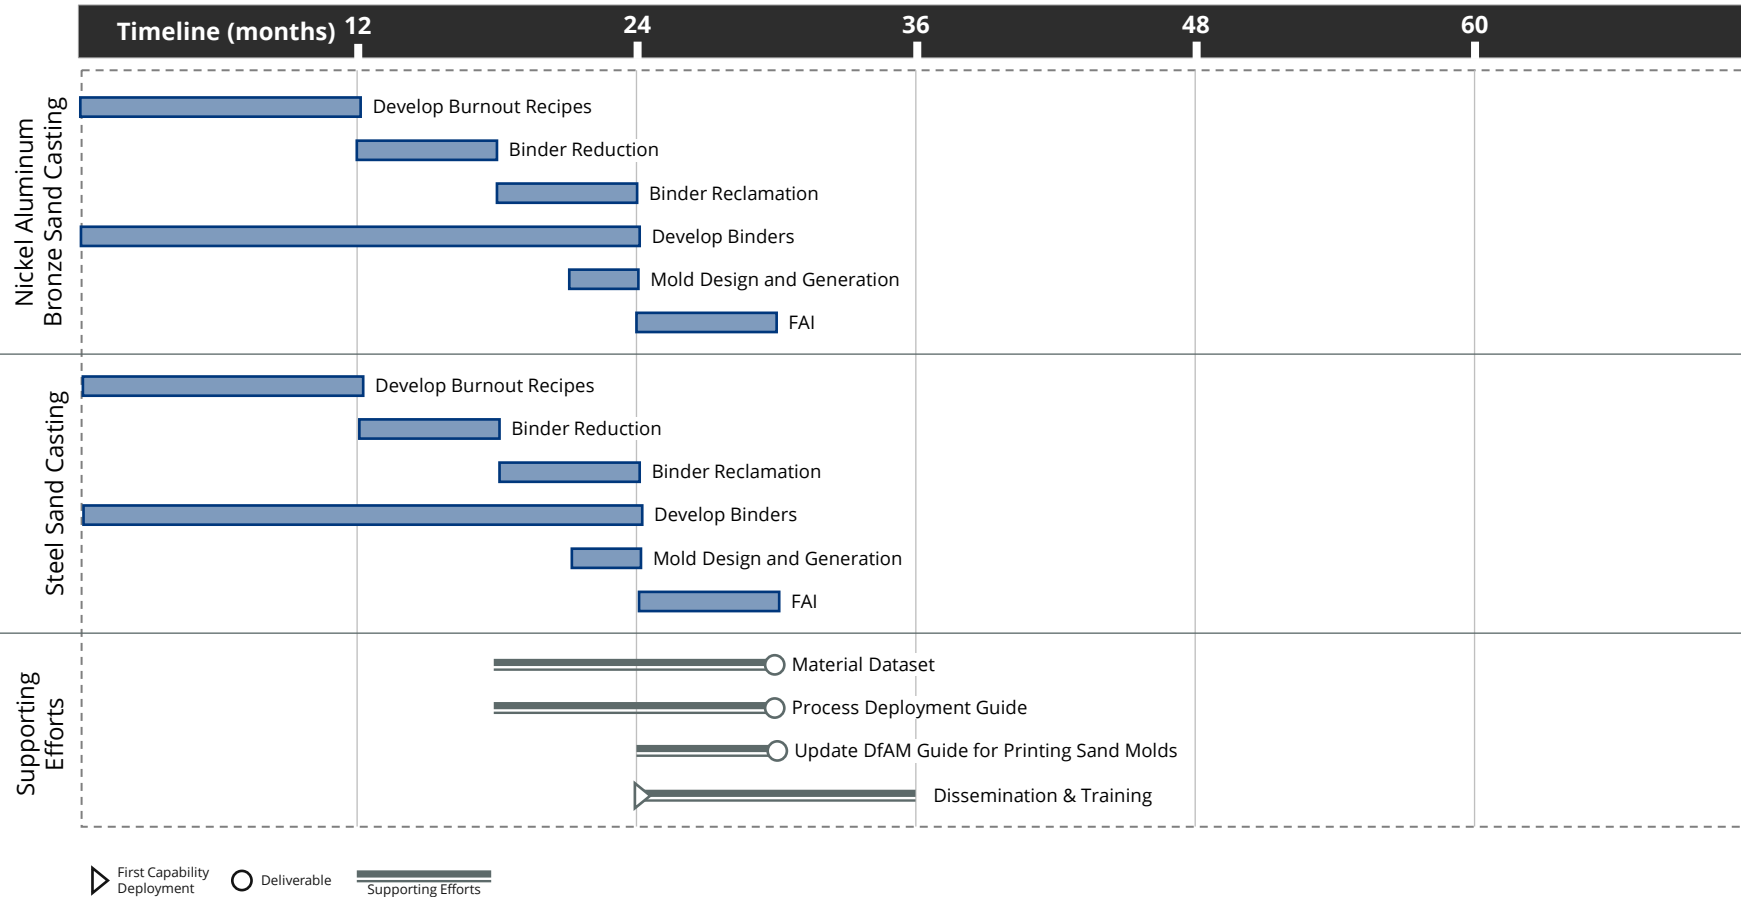 Timeline (months) 12 24 36 48 60
Nickel Aluminum
Bronze Sand Casting
Develop Burnout Recipes
Binder Reduction
Binder Reclamation
Develop Binders
Mold Design and Generation
FAI
Steel Sand Casting
Develop Burnout Recipes
Binder Reduction
Binder Reclamation
Develop Binders
Mold Design and Generation
FAI
Supporting
Efforts
Material Dataset
Process Deployment Guide
Update DfAM Guide for Printing Sand Molds
Dissemination & Training
First Capability
Deployment
Deliverable
Supporting Efforts